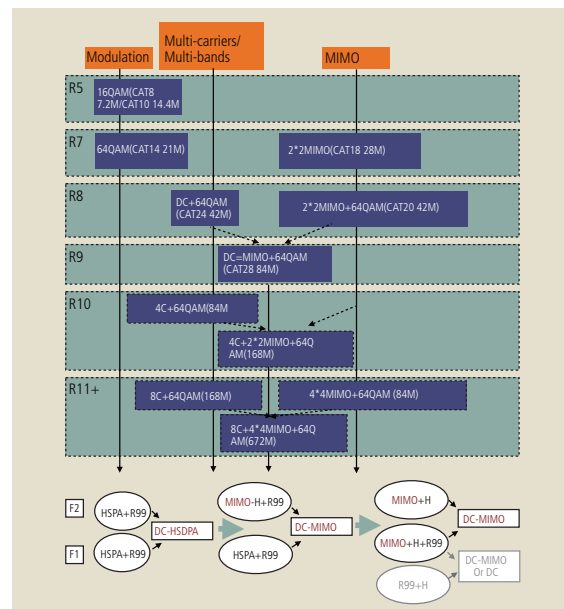 Modulation
Multi-carriers/
Multi-bands
MIMO
R5
16QAM(CAT8
7.2M/CAT10 14.4M
R7
64QAM(CAT14 21M)
2*2MIMO(CAT18 28M)
R8
DC+64QAM
(CAT24 42M)
2*2MIMO+64QAM(CAT20 42M)
R9
DC=MIMO+64QAM
(CAT28 84M)
R10
4C+64QAM(84M
4C+2*2MIMO+64Q
AM(168M)
R11+
8C+64QAM(168M)
4*4MIMO+64QAM (84M)
8C+4*4MIMO+64Q
AM(672M)
F2
HSPA+R99
DC-HSDPA
F1
HSPA+R99
MIMO-H+R99
DC-MIMO
HSPA+R99
MIMO+H
DC-MIMO
MIMO+H+R99
DC-MIMO
Or DC
R99+H